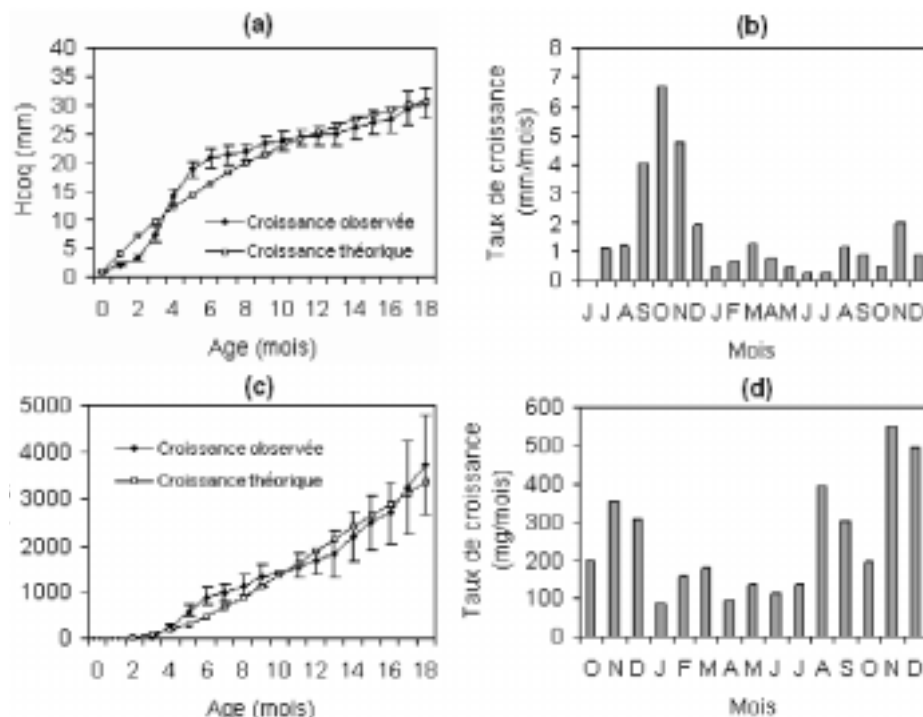 (a)
Hcoq (mm)
40
35
30
25
20
15
10
5
0
Croissance observée
Croissance théorique
0 2 4 6 8 10 12 14 16 18
Age (mois)
(b)
Taux de croissance
(mm/mois)
8
7
6
5
4
3
2
1
0
J J A S O N D J F M A M J J A S O N D
Mois
(c)
5000
4000
3000
2000
1000
0
Croissance observée
Croissance théorique
0 2 4 6 8 10 12 14 16 18
Age (mois)
(d)
Taux de croissance
(mg/mois)
600
500
400
300
200
100
0
O N D J F M A M J J A S O N D
Mois